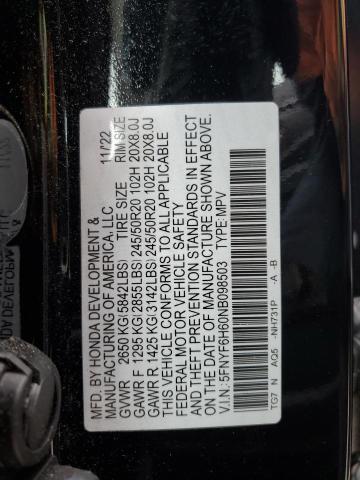 MFD. BY HONDA DEVELOPMENT & 11/22
MANUFACTURING OF AMERICA, LLC.
TIRE SIZE RIM SIZE
GVWR 2650 KG(5842LBS)
GAWR F 1295 KG(2855LBS) 245/50R20 102H 20X8.0J
GAWR R 1425 KG(3142LBS) 245/50R20 102H 20X8.0J
THIS VEHICLE CONFORMS TO ALL APPLICABLE
FEDERAL MOTOR VEHICLE SAFETY
AND THEFT PREVENTION STANDARDS IN EFFECT
ON THE DATE OF MANUFACTURE SHOWN ABOVE.
V.I.N.: 5FNYF6H60NB098503 TYPE: MPV
TG7 N AQ5 -NH731P -A -B